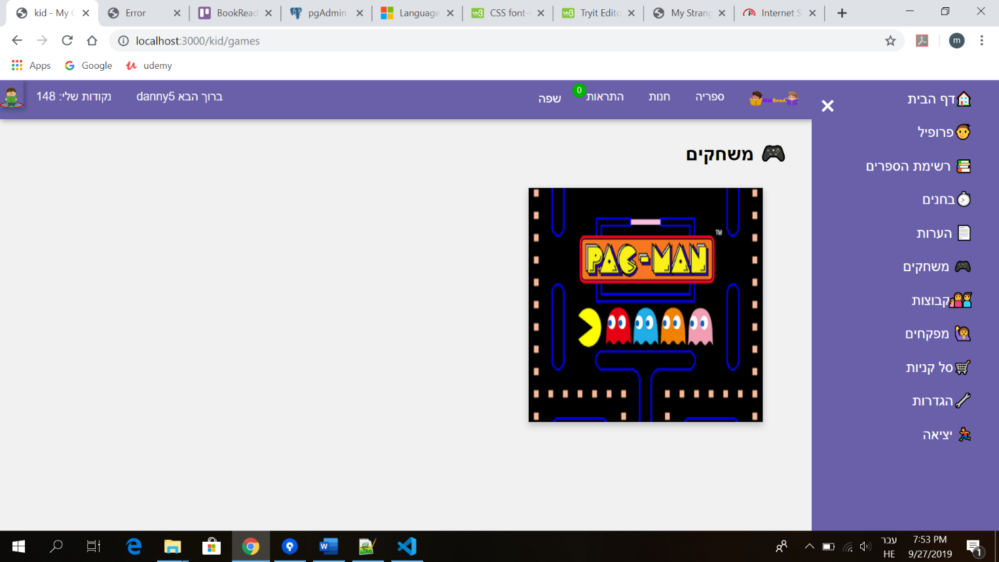 kid - My G
Error
BookRead
pgAdmin
Language
CSS font-
Tryit Edito
My Strang
Internet S
localhost:3000/kid/games
m
Apps
Google
udemy
דף הבית
KidsRead
ספריה
חנות
התראות
0
שפה
ברוך הבא danny5
נקודות שלי: 148
פרופיל
רשימת הספרים
בחנים
הערות
משחקים
קבוצות
מפקחים
סל קניות
הגדרות
יציאה
משחקים
PAC-MAN
TM
עבר
HE
7:53 PM
9/27/2019
1